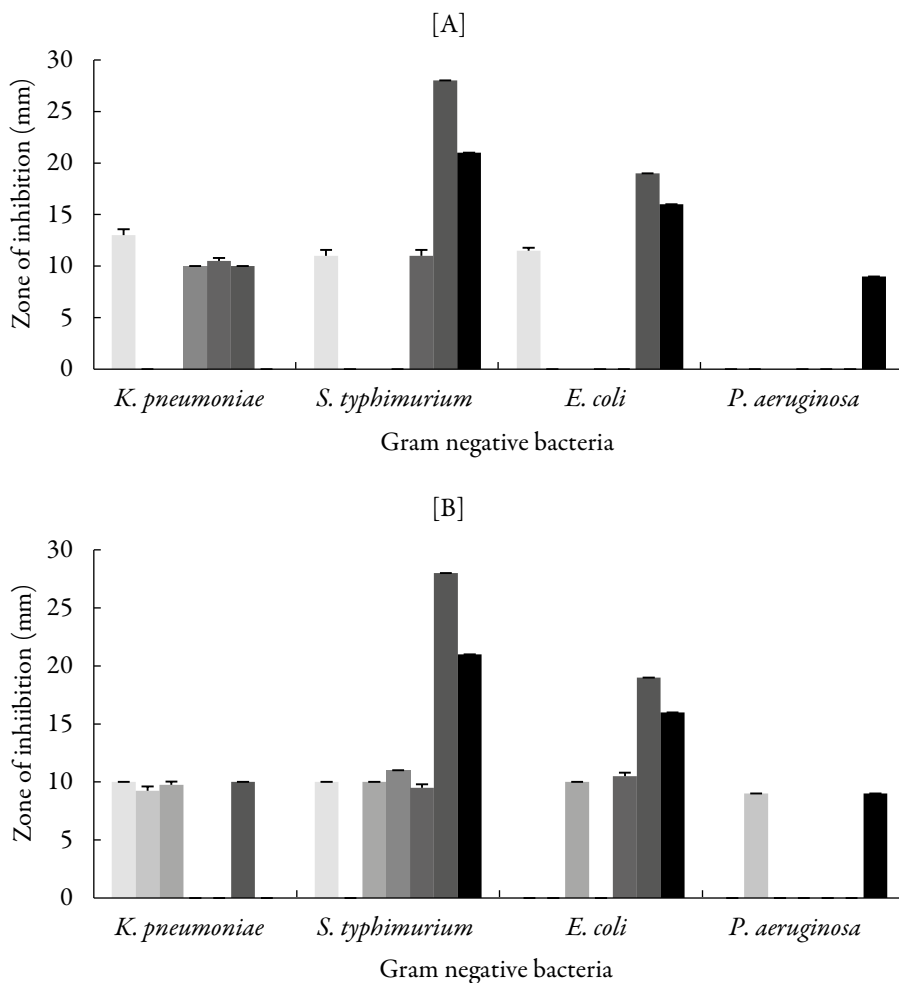 [A]
Zone of inhibition (mm)
30
25
20
15
10
5
0
K. pneumoniae
S. typhimurium
E. coli
P. aeruginosa
Gram negative bacteria
[B]
Zone of inhiibition (mm)
30
25
20
15
10
5
0
K. pneumoniae
S. typhimurium
E. coli
P. aeruginosa
Gram negative bacteria